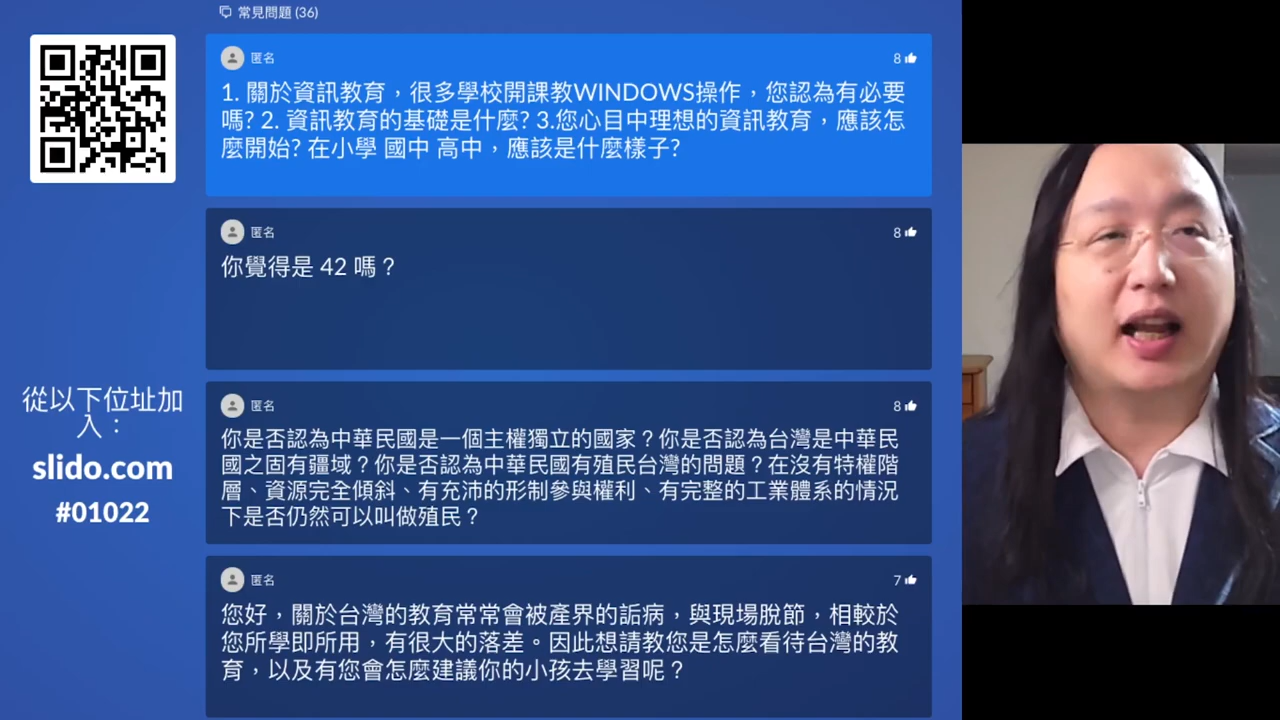 常見問題 (36)
匿名
8
1. 關於資訊教育，很多學校開課教WINDOWS操作，您認為有必要
嗎? 2. 資訊教育的基礎是什麼? 3.您心目中理想的資訊教育，應該怎
麼開始? 在小學 國中 高中，應該是什麼樣子?
匿名
8
你覺得是 42 嗎？
從以下位址加
入：
slido.com
#01022
匿名
8
你是否認為中華民國是一個主權獨立的國家？你是否認為台灣是中華民
國之固有疆域？你是否認為中華民國有殖民台灣的問題？在沒有特權階
層、資源完全傾斜、有充沛的形制參與權利、有完整的工業體系的情況
下是否仍然可以叫做殖民？
匿名
7
您好，關於台灣的教育常常會被產界的詬病，與現場脫節，相較於
您所學即所用，有很大的落差。因此想請教您是怎麼看待台灣的教
育，以及有您會怎麼建議你的小孩去學習呢？